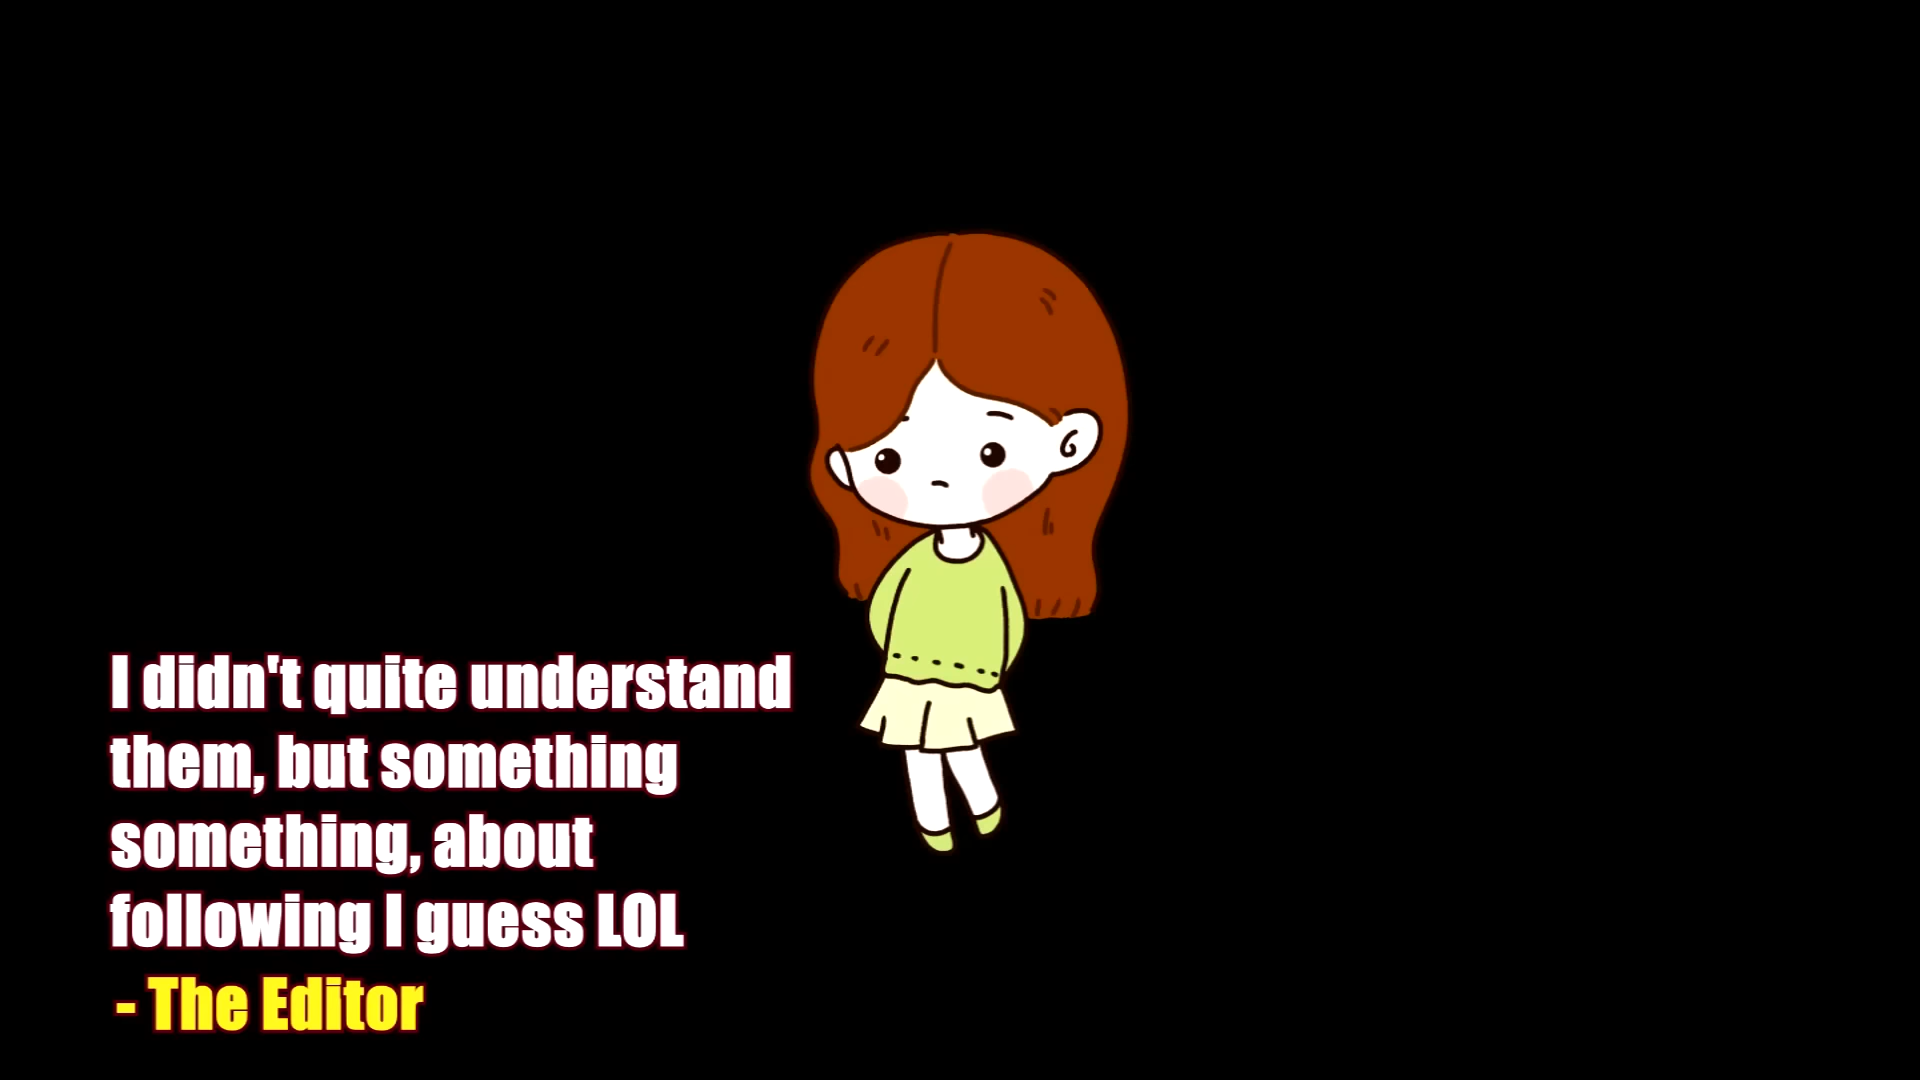 I didn't quite understand
them, but something
something, about
following I guess LOL
- The Editor